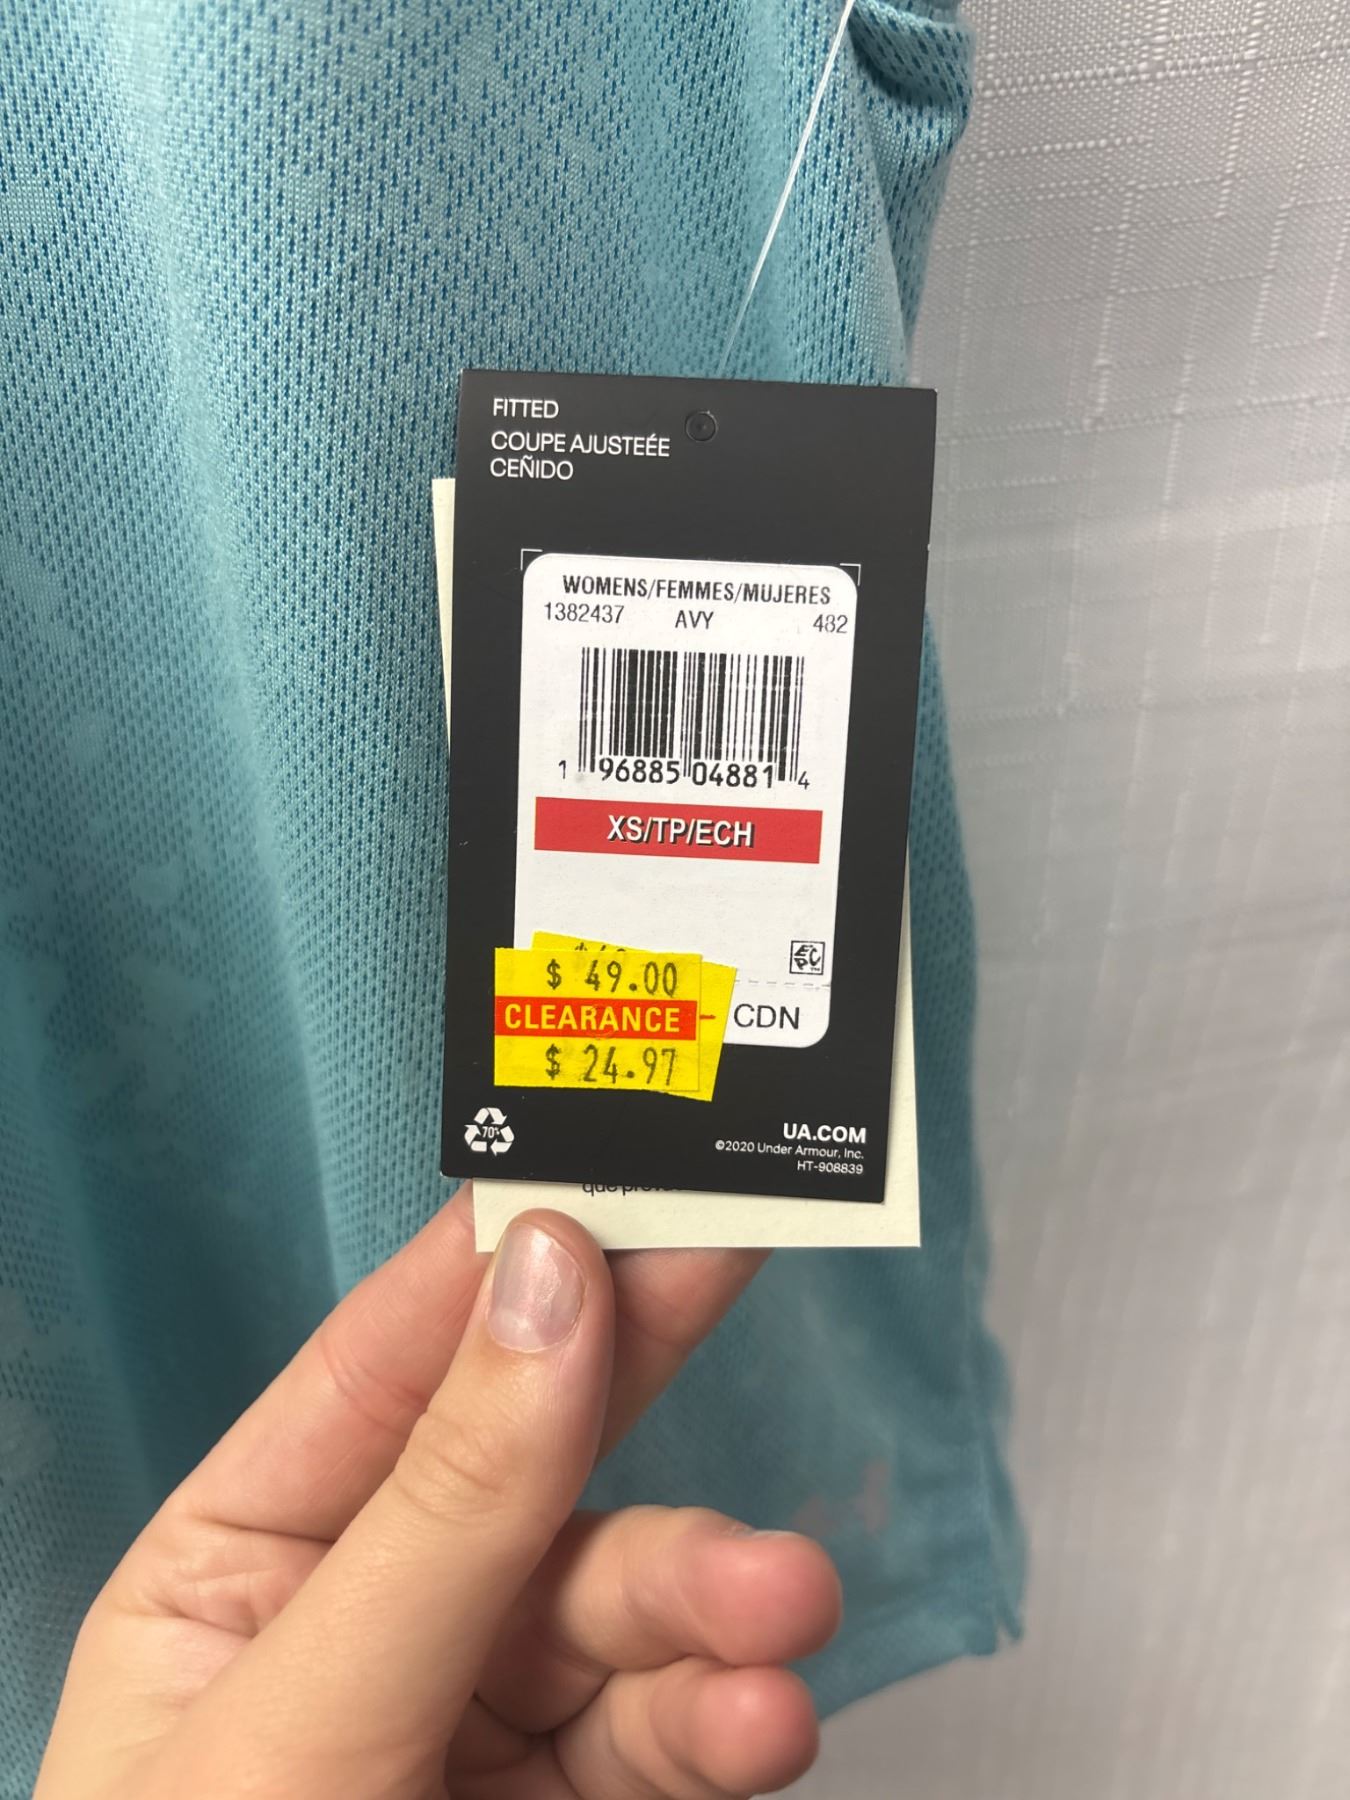 FITTED
COUPE AJUSTEÉE
CEÑIDO
WOMENS/FEMMES/MUJERES
1382437 AVY 482
1 96885 04881 4
XS/TP/ECH
$ 49.00
CLEARANCE
$ 24.97
CDN
70%
UA.COM
©2020 Under Armour, Inc.
HT-908839